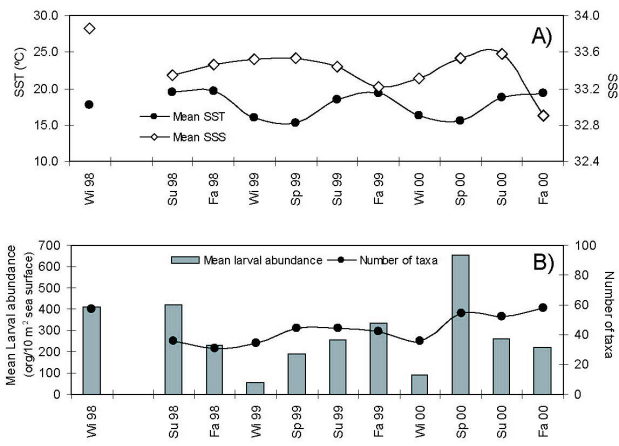 30.0
25.0
20.0
15.0
10.0
SST (ºC)
A)
Mean SST
Mean SSS
34.0
33.6
33.2
32.8
32.4
SSS
Wi 98
Su 98
Fa 98
Wi 99
Sp 99
Su 99
Fa 99
Wi 00
Sp 00
Su 00
Fa 00
700
600
500
400
300
200
100
0
Mean Larval abundance
(org/10 m⁻² sea surface)
Mean larval abundance
Number of taxa
B)
100
80
60
40
20
0
Number of taxa
Wi 98
Su 98
Fa 98
Wi 99
Sp 99
Su 99
Fa 99
Wi 00
Sp 00
Su 00
Fa 00